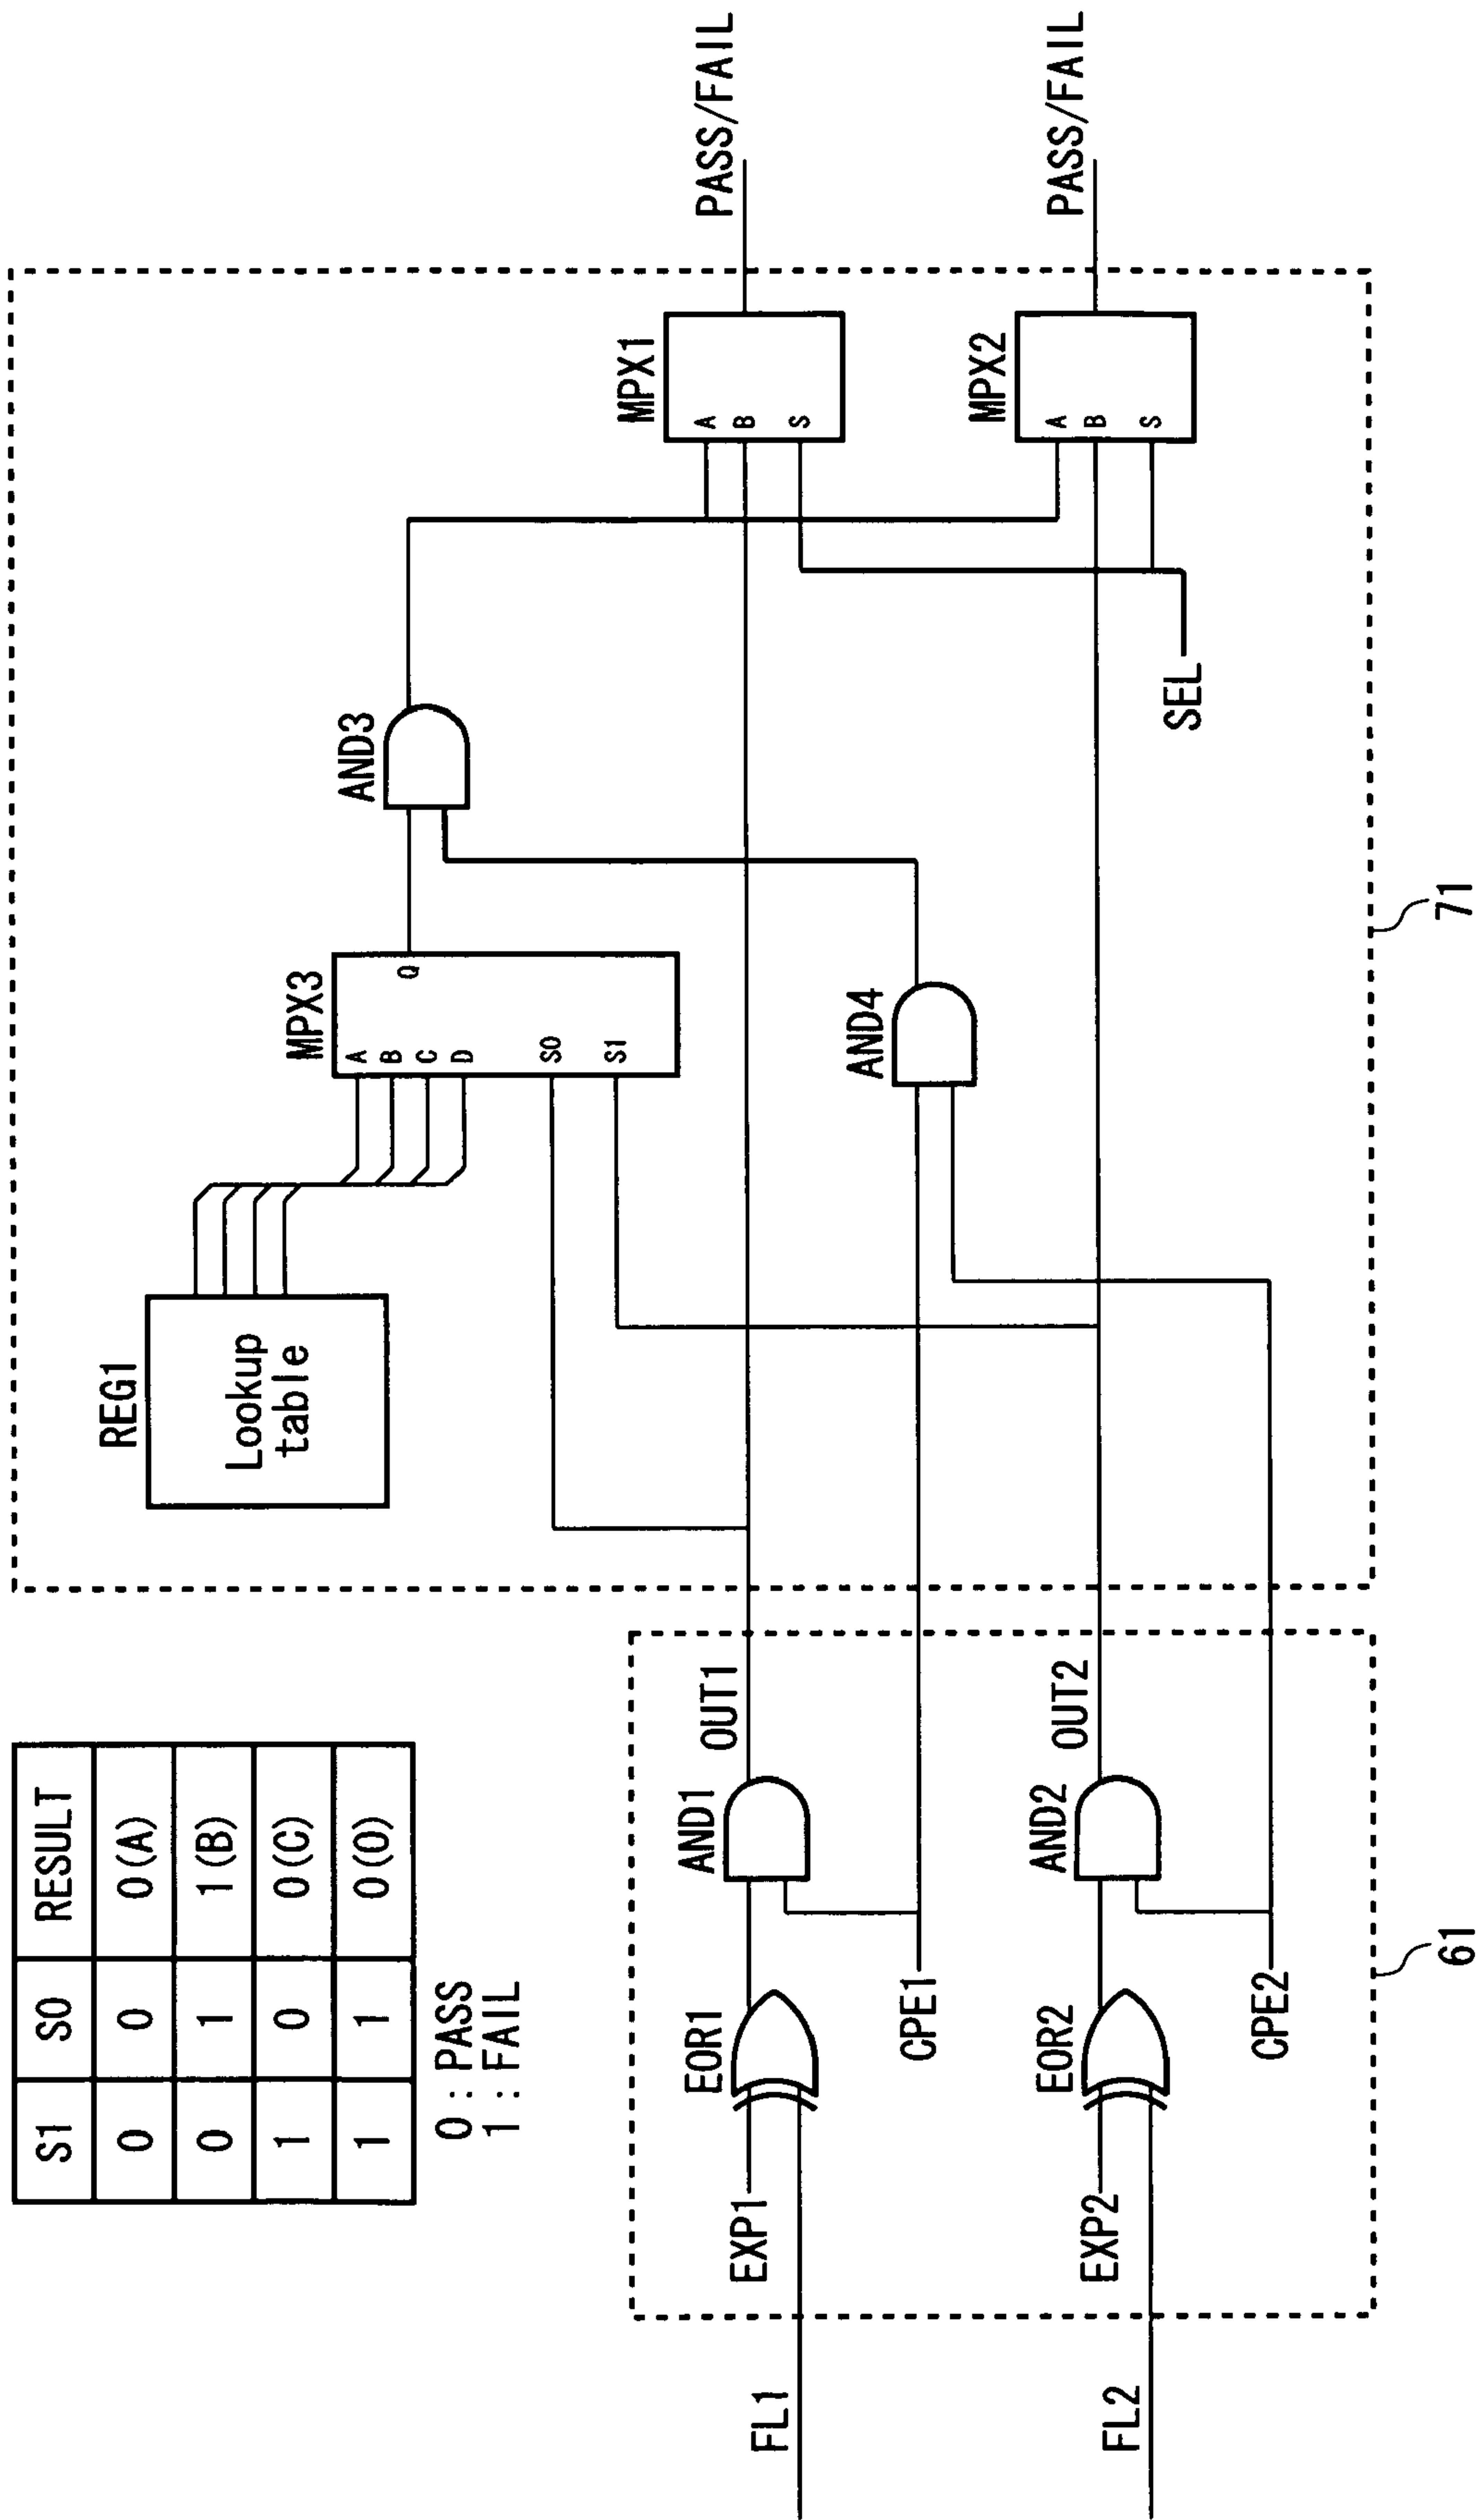 S1 S0 RESULT
0 0 0(A)
0 1 1(B)
1 0 0(C)
1 1 0(D)
0 : PASS
1 : FAIL
REG1
Lookup
table
MPX3
A
B
C
D
S0
S1
Q
AND3
AND4
MPX1
A
B
S
PASS/FAIL
MPX2
A
B
S
PASS/FAIL
SEL
71
FL1
EXP1
EOR1
AND1
OUT1
CPE1
FL2
EXP2
EOR2
AND2
OUT2
CPE2
61